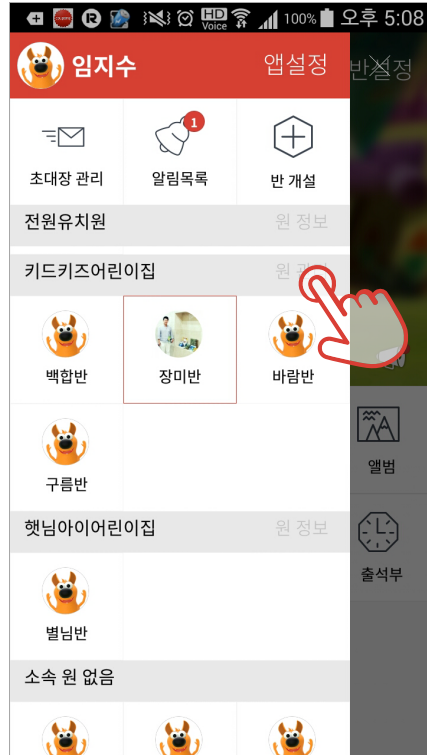 HD Voice 100% 오후 5:08
임지수 앱설정 반설정
초대장 관리 알림목록 1 반 개설
전원유치원 원 정보
키드키즈어린이집 원
백합반 장미반 바람반
앨범
구름반
햇님아이어린이집 원 정보
출석부
별님반
소속 원 없음